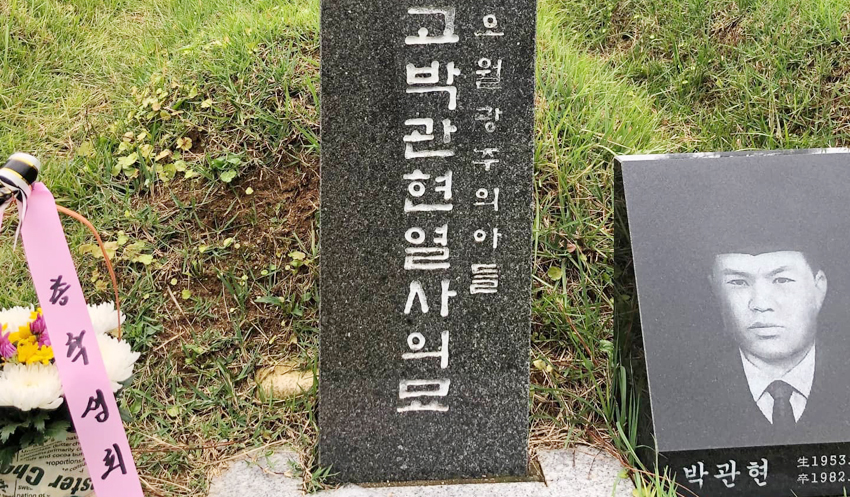 오월광주의아들
고박관현열사의묘
총학생회
박관현
生1953.
卒1982.